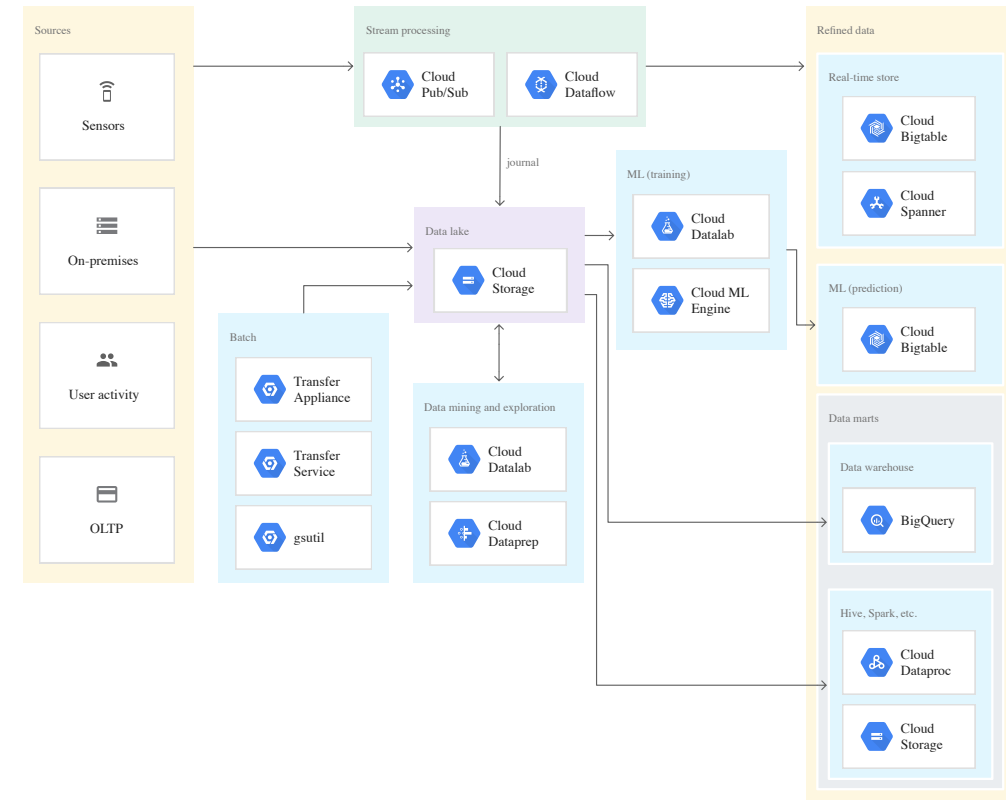 Sources
Sensors
On-premises
User activity
OLTP
Stream processing
Cloud
Pub/Sub
Cloud
Dataflow
journal
Data lake
Cloud
Storage
Batch
Transfer
Appliance
Transfer
Service
gsutil
Data mining and exploration
Cloud
Datalab
Cloud
Dataprep
ML (training)
Cloud
Datalab
Cloud ML
Engine
Refined data
Real-time store
Cloud
Bigtable
Cloud
Spanner
ML (prediction)
Cloud
Bigtable
Data marts
Data warehouse
BigQuery
Hive, Spark, etc.
Cloud
Dataproc
Cloud
Storage